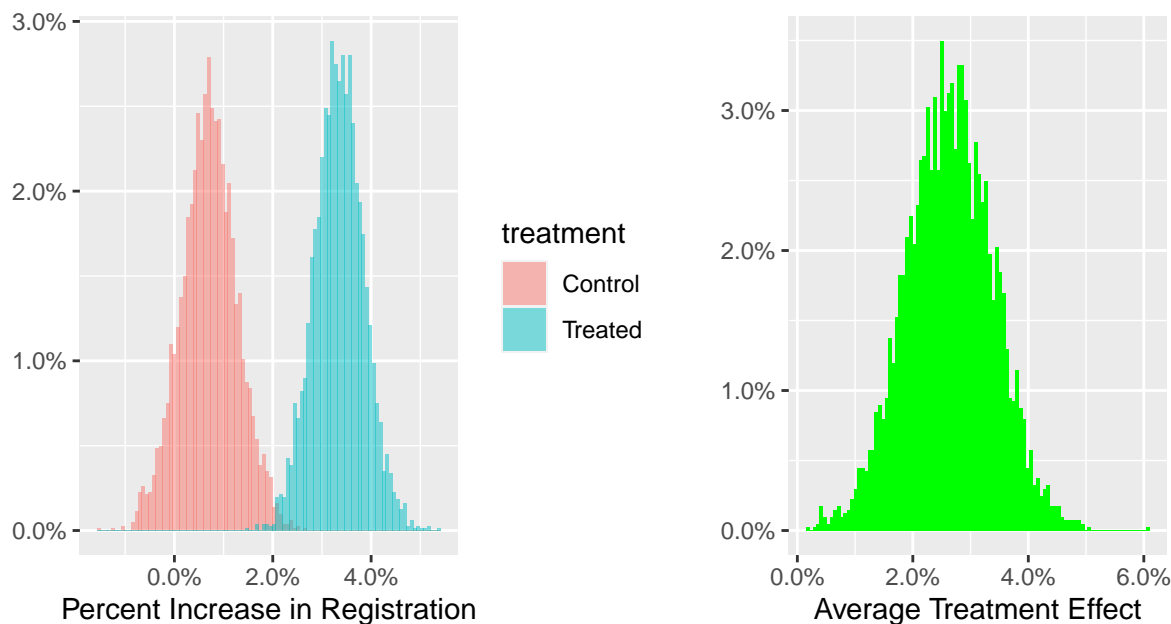 3.0%
2.0%
1.0%
0.0%
0.0% 2.0% 4.0%
Percent Increase in Registration
treatment
Control
Treated
3.0%
2.0%
1.0%
0.0%
0.0% 2.0% 4.0% 6.0%
Average Treatment Effect